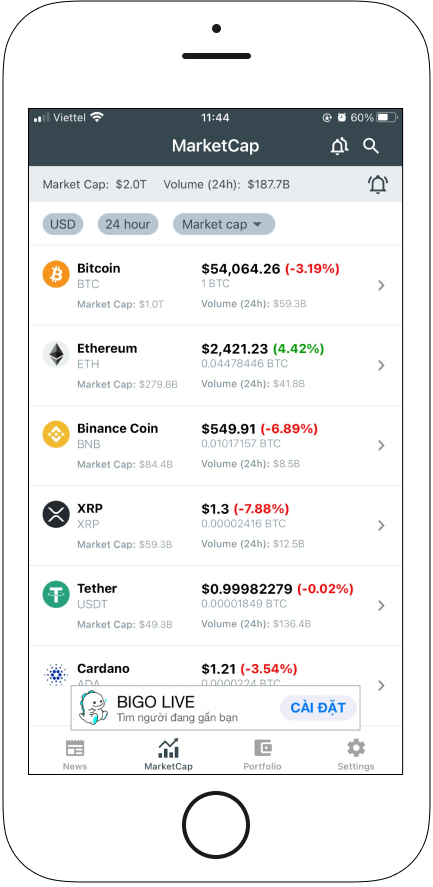 Viettel 11:44 60%
MarketCap
Market Cap: $2.0T Volume (24h): $187.7B
USD 24 hour Market cap
Bitcoin $54,064.26 (-3.19%)
BTC 1 BTC
Market Cap: $1.0T Volume (24h): $59.3B
Ethereum $2,421.23 (4.42%)
ETH 0.04478446 BTC
Market Cap: $279.8B Volume (24h): $41.8B
Binance Coin $549.91 (-6.89%)
BNB 0.01017157 BTC
Market Cap: $84.4B Volume (24h): $8.5B
XRP $1.3 (-7.88%)
XRP 0.00002416 BTC
Market Cap: $59.3B Volume (24h): $12.5B
Tether $0.99982279 (-0.02%)
USDT 0.00001849 BTC
Market Cap: $49.3B Volume (24h): $136.4B
Cardano $1.21 (-3.54%)
ADA 0.0000224 BTC
BIGO LIVE
Tìm người đang gần bạn
CÀI ĐẶT
News MarketCap Portfolio Settings